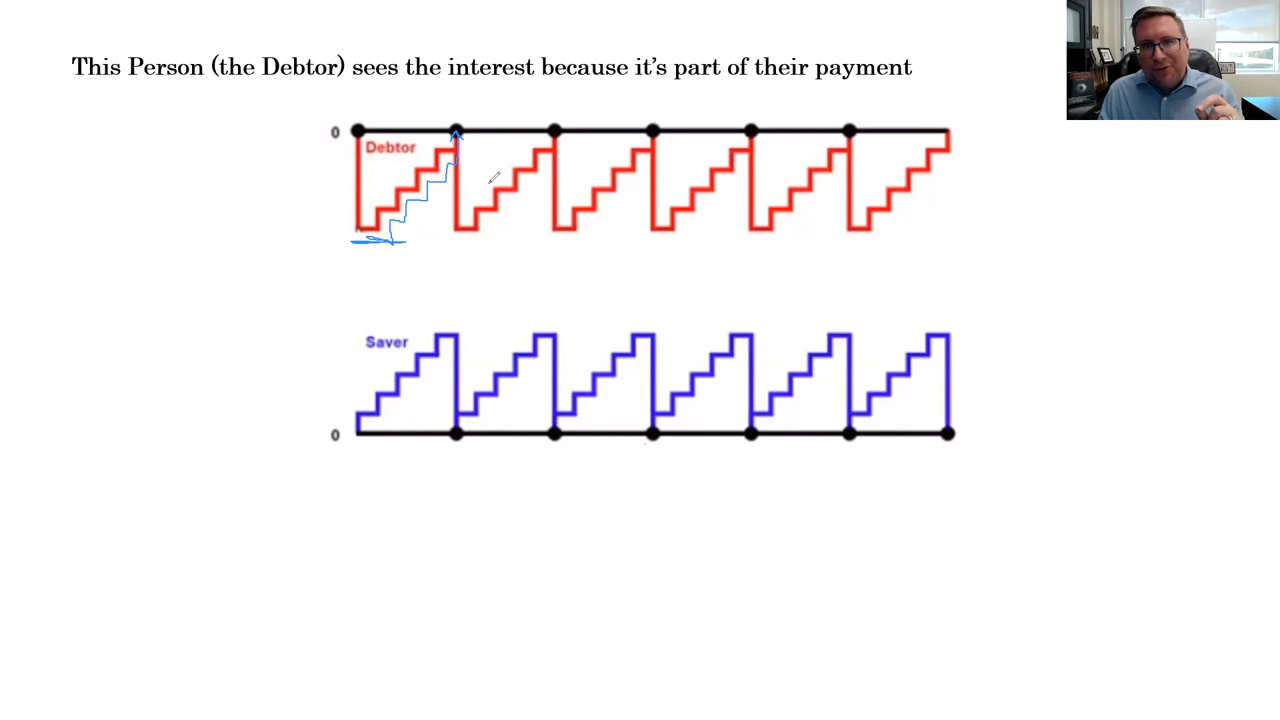 This Person (the Debtor) sees the interest because it's part of their payment
0
Debtor
Saver
0